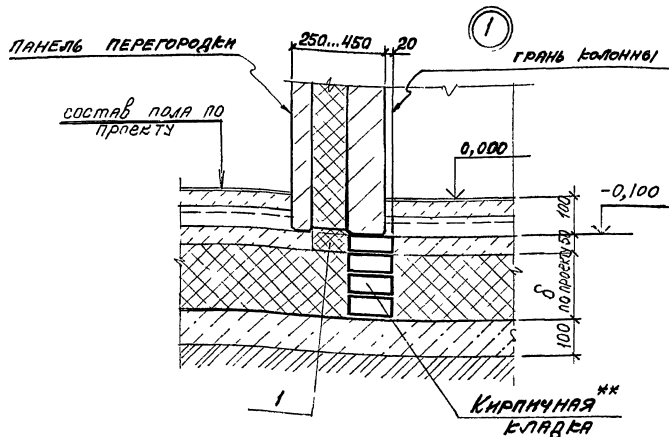 1
250...450
20
ПАНЕЛЬ ПЕРЕГОРОДКИ
ГРАНЬ КОЛОННЫ
СОСТАВ ПОЛА ПО
ПРОЕКТУ
0,000
-0,100
100
50
δ
по проекту
100
1
КИРПИЧНАЯ**
КЛАДКА